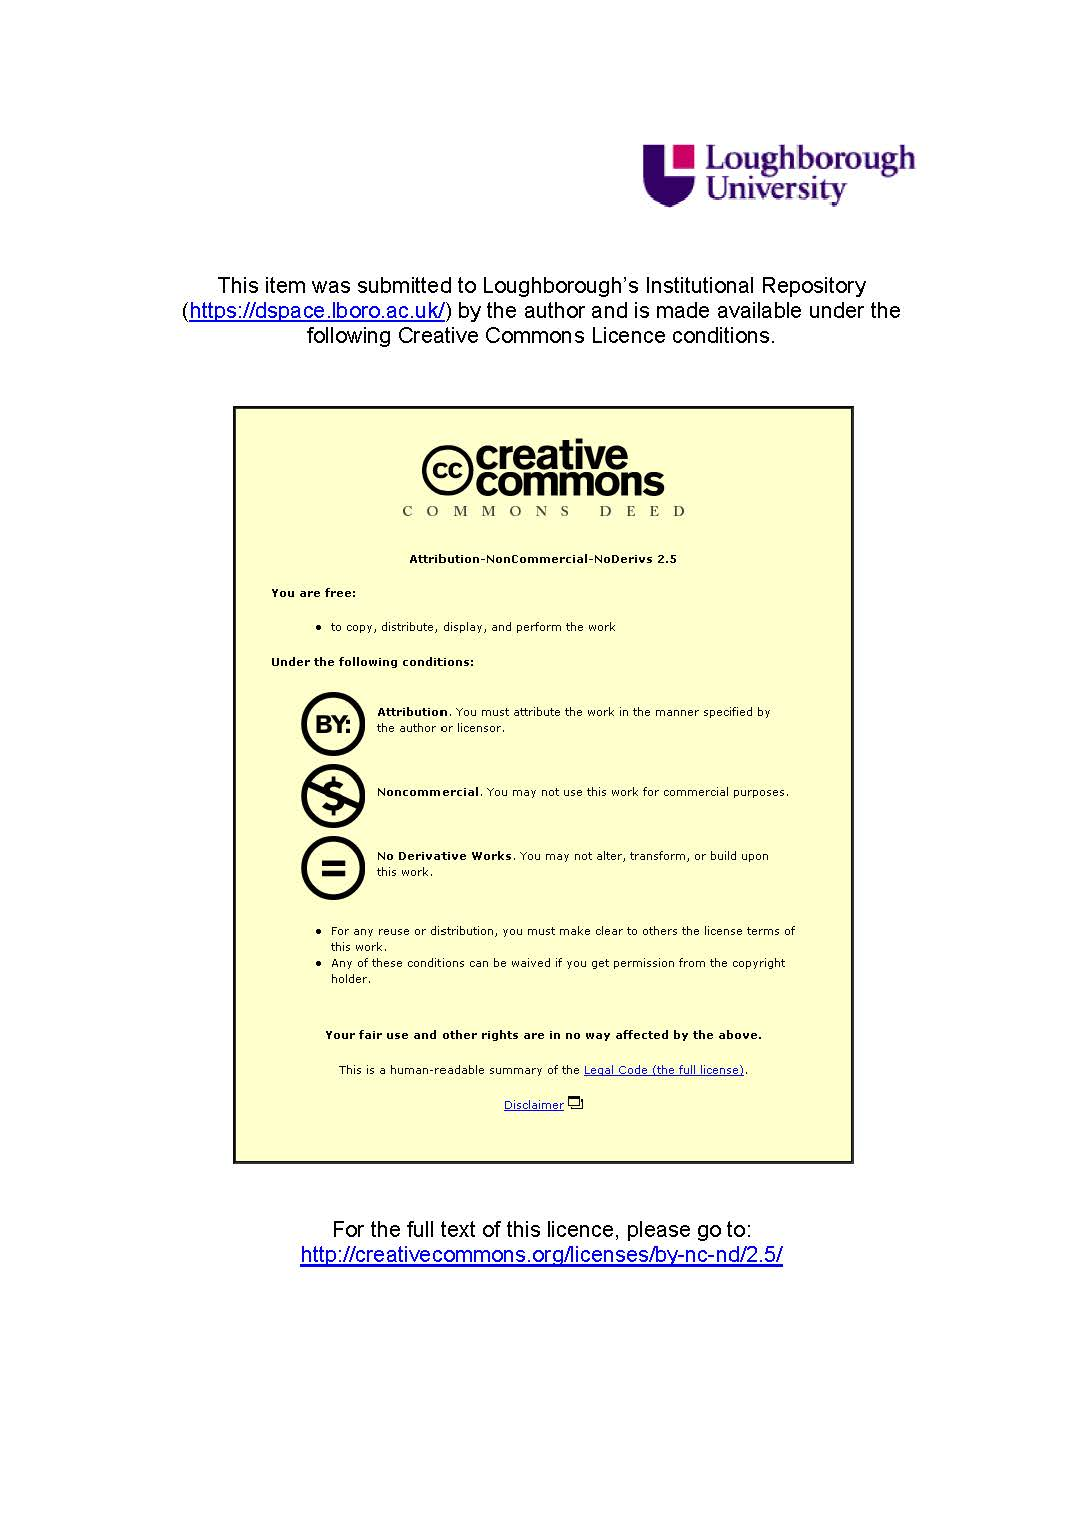 Loughborough
University
This item was submitted to Loughborough's Institutional Repository
(https://dspace.lboro.ac.uk/) by the author and is made available under the
following Creative Commons Licence conditions.
cc creative
commons
COMMONS DEED
Attribution-NonCommercial-NoDerivs 2.5
You are free:
• to copy, distribute, display, and perform the work
Under the following conditions:
BY:
Attribution. You must attribute the work in the manner specified by
the author or licensor.
$
Noncommercial. You may not use this work for commercial purposes.
=
No Derivative Works. You may not alter, transform, or build upon
this work.
• For any reuse or distribution, you must make clear to others the license terms of
this work.
• Any of these conditions can be waived if you get permission from the copyright
holder.
Your fair use and other rights are in no way affected by the above.
This is a human-readable summary of the Legal Code (the full license).
Disclaimer
For the full text of this licence, please go to:
http://creativecommons.org/licenses/by-nc-nd/2.5/